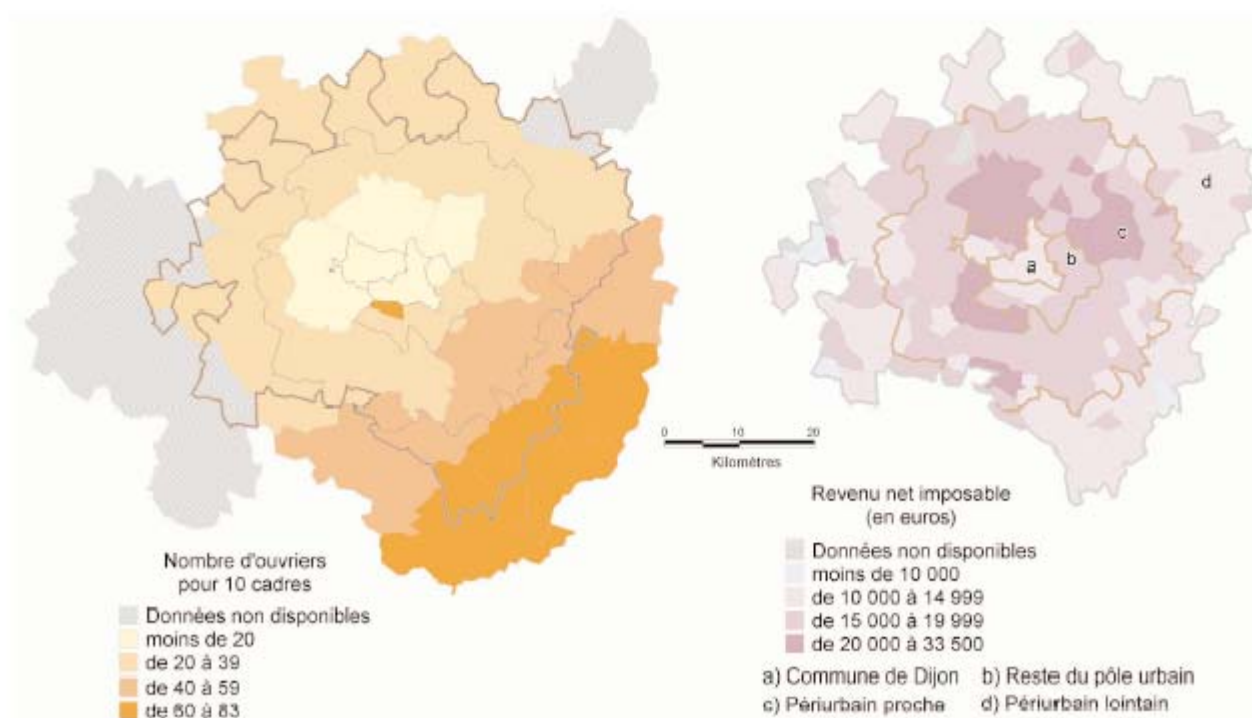 Nombre d'ouvriers
pour 10 cadres
Données non disponibles
moins de 20
de 20 à 39
de 40 à 59
de 60 à 83
0 10 20
Kilomètres
a
b
c
d
Revenu net imposable
(en euros)
Données non disponibles
moins de 10 000
de 10 000 à 14 999
de 15 000 à 19 999
de 20 000 à 33 500
a) Commune de Dijon b) Reste du pôle urbain
c) Périurbain proche d) Périurbain lointain